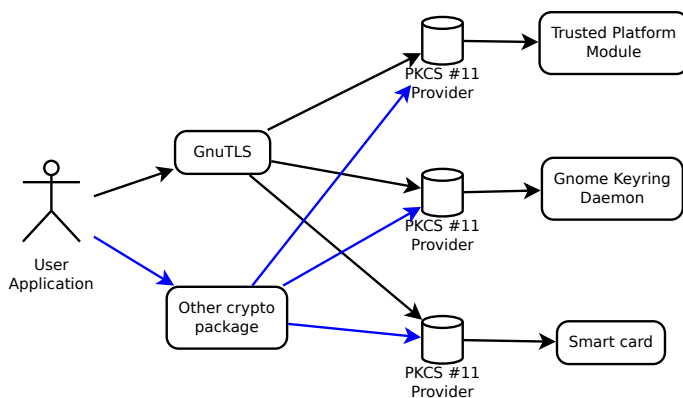 Trusted Platform
Module
PKCS #11
Provider
GnuTLS
Gnome Keyring
Daemon
PKCS #11
Provider
User
Application
Other crypto
package
Smart card
PKCS #11
Provider